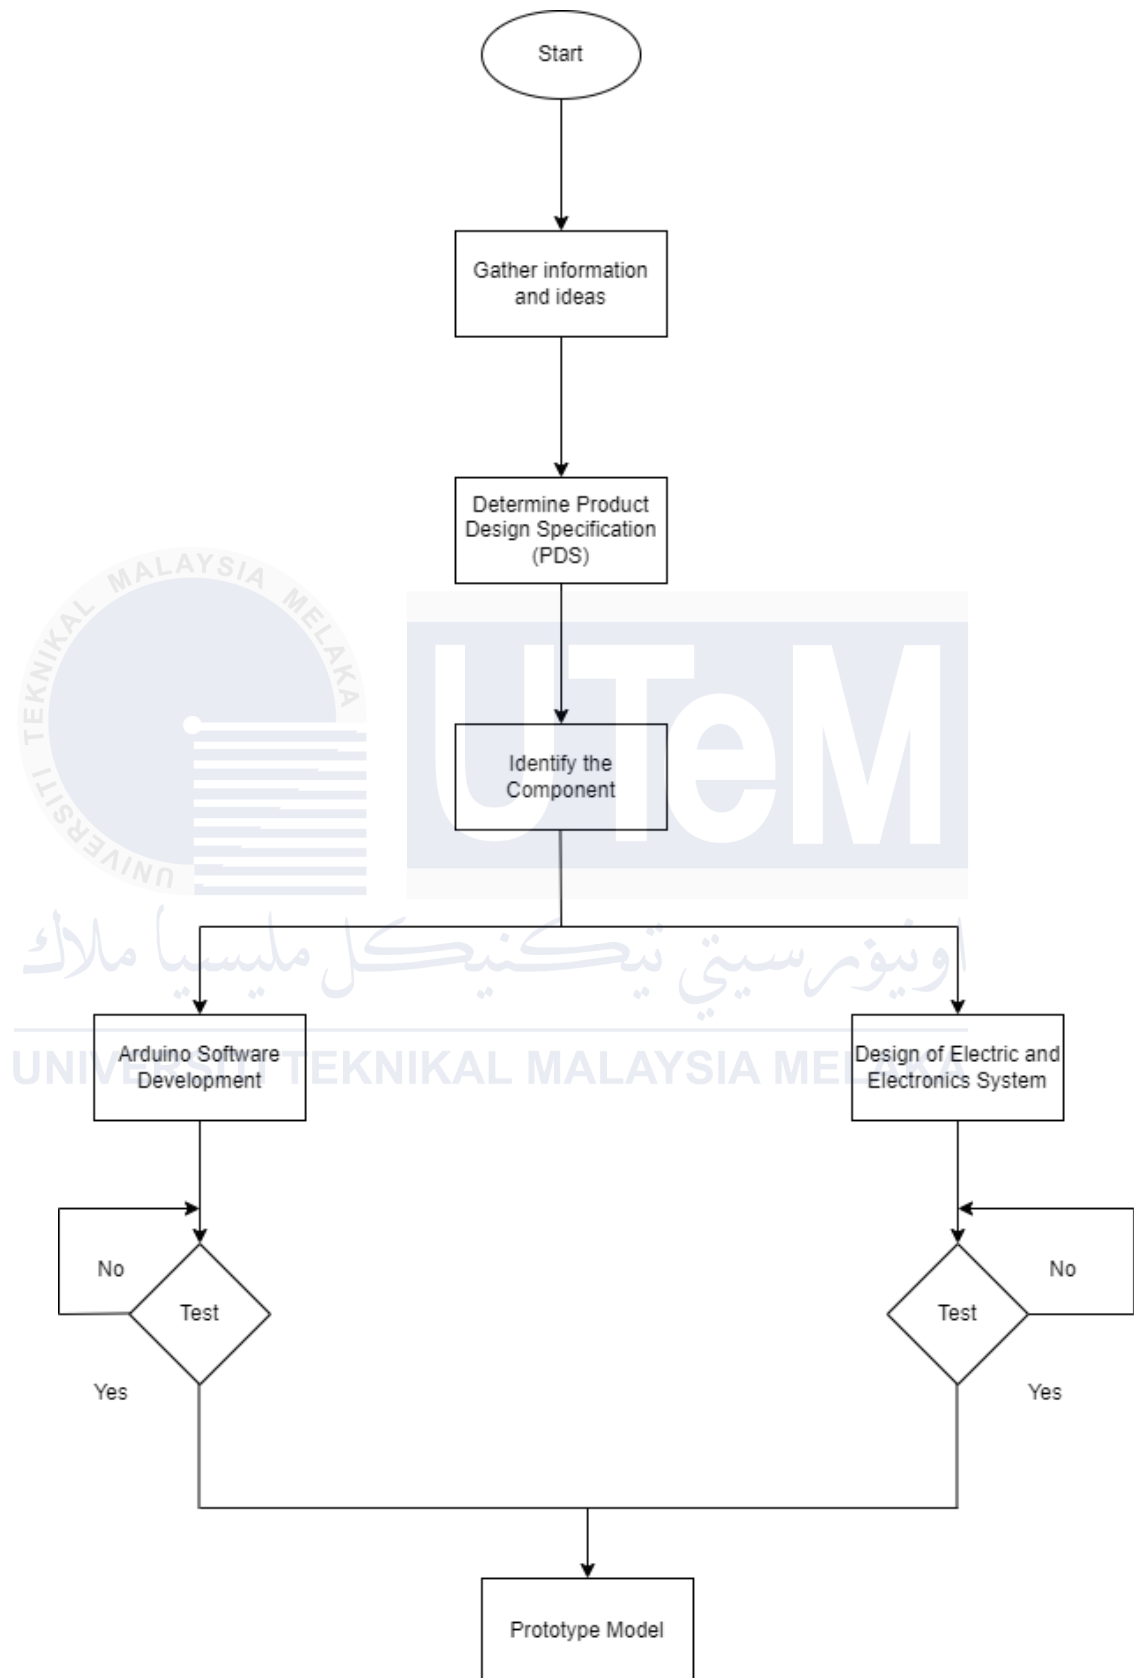 Start
Gather information
and ideas
Determine Product
Design Specification
(PDS)
UNIVERSITI TEKNIKAL MALAYSIA MELAKA
UTeM
Identify the
Component
اونيۏرسيتي تيكنيكل مليسيا ملاك
UNIVERSITI TEKNIKAL MALAYSIA MELAKA
Arduino Software
Development
Design of Electric and
Electronics System
No
Test
Yes
No
Test
Yes
Prototype Model